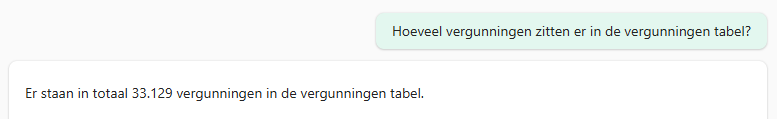 Hoeveel vergunningen zitten er in de vergunningen tabel?
Er staan in totaal 33.129 vergunningen in de vergunningen tabel.